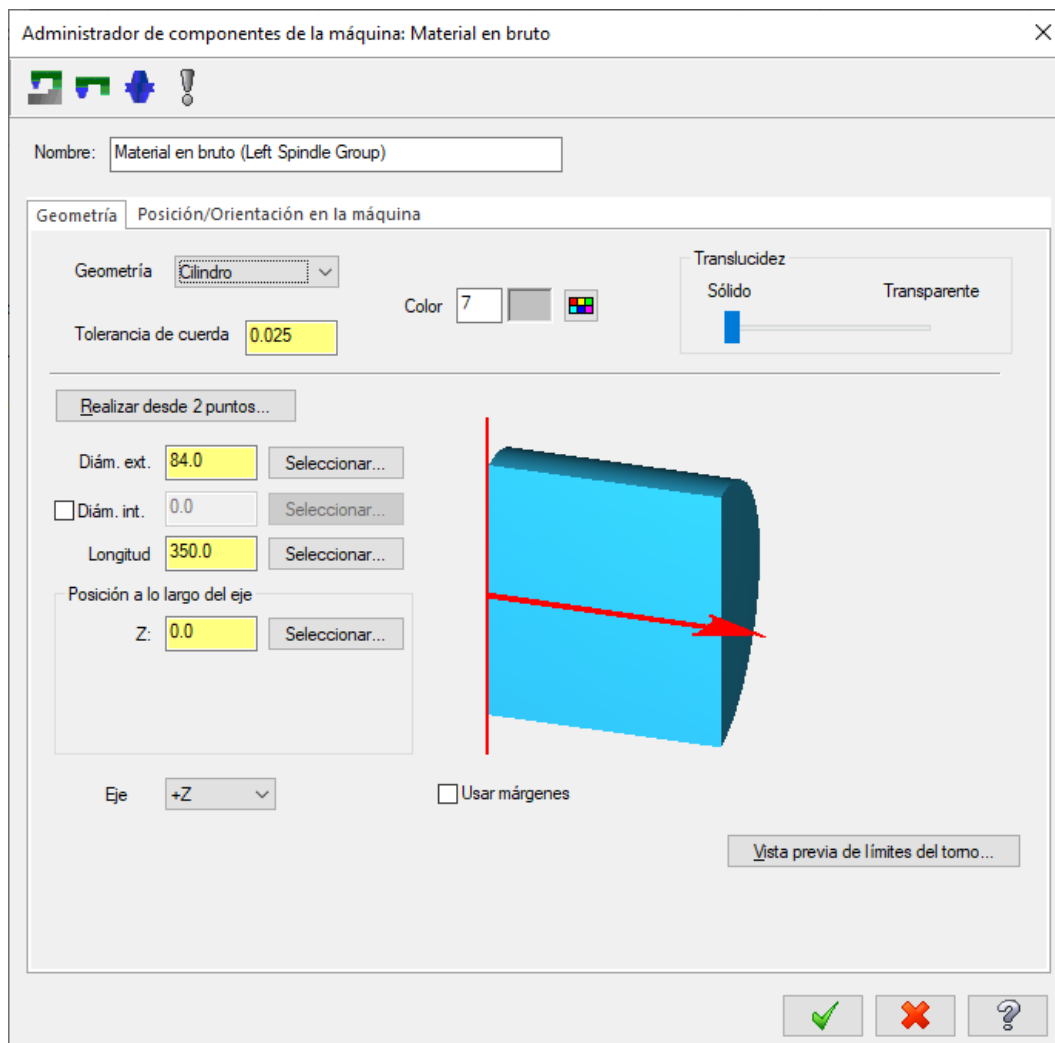 Administrador de componentes de la máquina: Material en bruto
Nombre: Material en bruto (Left Spindle Group)
Geometría Posición/Orientación en la máquina
Geometría Cilindro
Tolerancia de cuerda 0.025
Color 7
Translucidez
Sólido Transparente
Realizar desde 2 puntos...
Diám. ext. 84.0 Seleccionar...
Diám. int. 0.0 Seleccionar...
Longitud 350.0 Seleccionar...
Posición a lo largo del eje
Z: 0.0 Seleccionar...
Eje +Z
Usar márgenes
Vista previa de límites del torno...